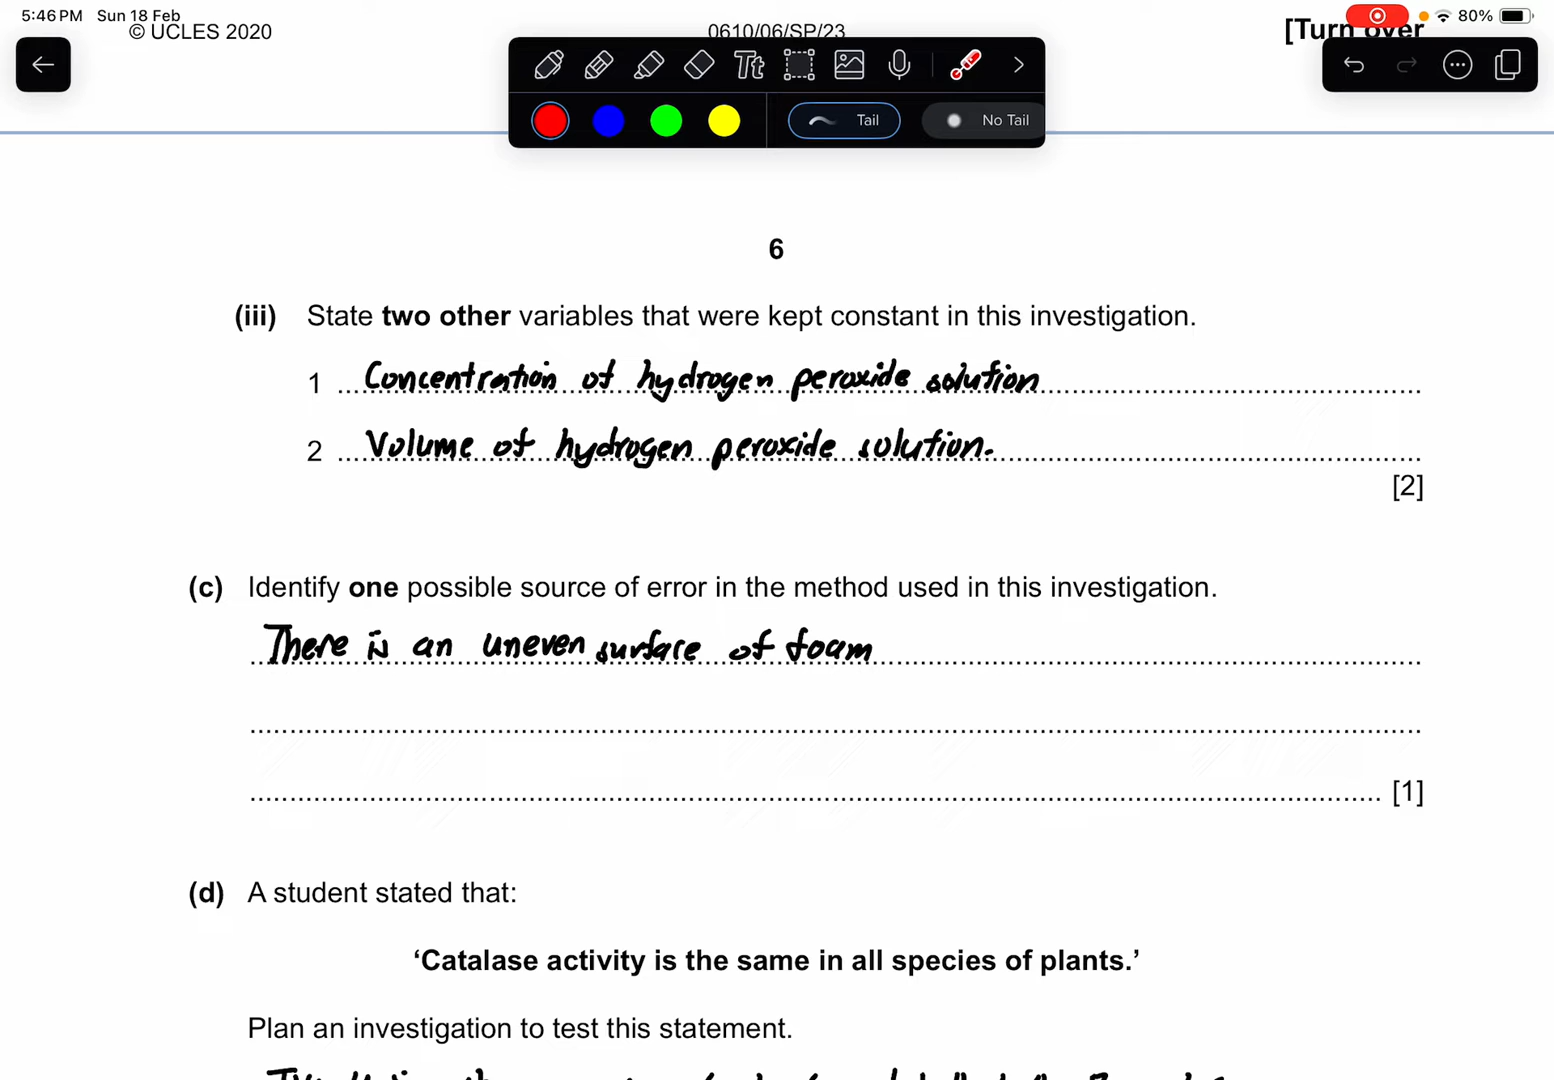 5:46 PM Sun 18 Feb
80%
© UCLES 2020
0610/06/SP/23
[Turn over
Tt
Tail
No Tail
6
(iii) State two other variables that were kept constant in this investigation.
1 Concentration of hydrogen peroxide solution
2 Volume of hydrogen peroxide solution.
[2]
(c) Identify one possible source of error in the method used in this investigation.
There is an uneven surface of foam
[1]
(d) A student stated that:
‘Catalase activity is the same in all species of plants.’
Plan an investigation to test this statement.